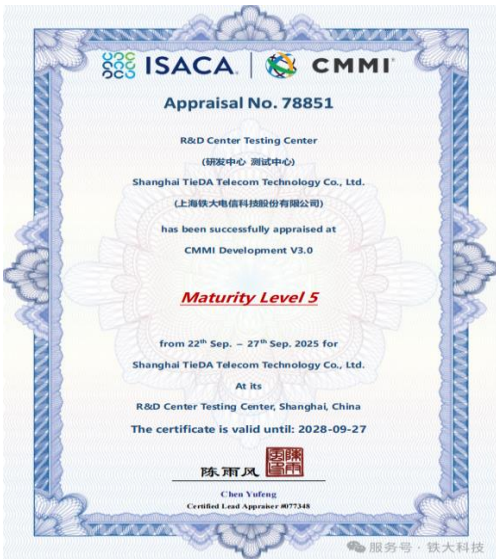 ISACA® | CMMI®
Appraisal No. 78851
R&D Center Testing Center
(研发中心 测试中心)
Shanghai TieDA Telecom Technology Co., Ltd.
(上海铁大电信科技股份有限公司)
has been successfully appraised at
CMMI Development V3.0
Maturity Level 5
from 22th Sep. – 27th Sep. 2025 for
Shanghai TieDA Telecom Technology Co., Ltd.
At its
R&D Center Testing Center, Shanghai, China
The certificate is valid until: 2028-09-27
陈雨风
Chen Yufeng
Certified Lead Appraiser #077348
服务号 · 铁大科技